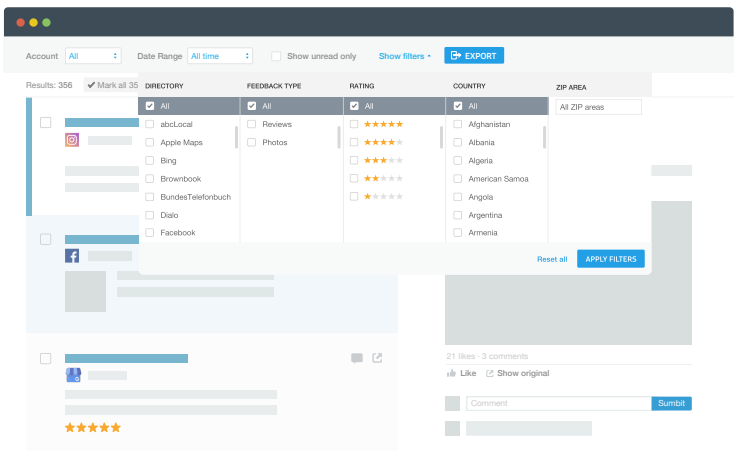 Account All Date Range All time Show unread only Show filters EXPORT
Results: 356 Mark all 35
DIRECTORY FEEDBACK TYPE RATING COUNTRY ZIP AREA
All All All All All ZIP areas
abcLocal Reviews Afghanistan
Apple Maps Photos Albania
Bing Algeria
Brownbook American Samoa
BundesTelefonbuch Angola
Dialo Argentina
Facebook Armenia
Reset all APPLY FILTERS
21 likes · 3 comments
Like Show original
Comment Sumbit